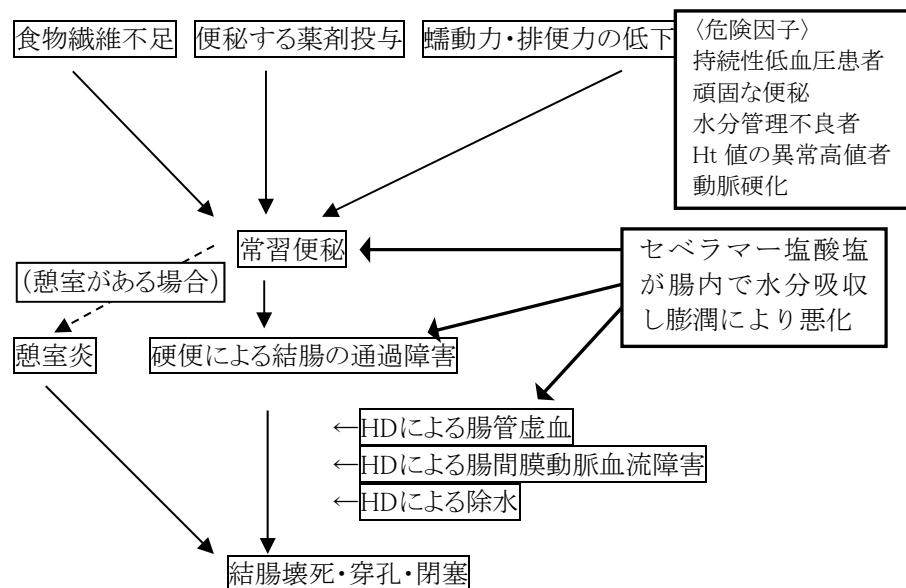 食物繊維不足
便秘する薬剤投与
蠕動力・排便力の低下
〈危険因子〉
持続性低血圧患者
頑固な便秘
水分管理不良者
Ht 値の異常高値者
動脈硬化
常習便秘
セベラマー塩酸塩
が腸内で水分吸収
し膨潤により悪化
（憩室がある場合）
憩室炎
硬便による結腸の通過障害
←HDによる腸管虚血
←HDによる腸間膜動脈血流障害
←HDによる除水
結腸壊死・穿孔・閉塞